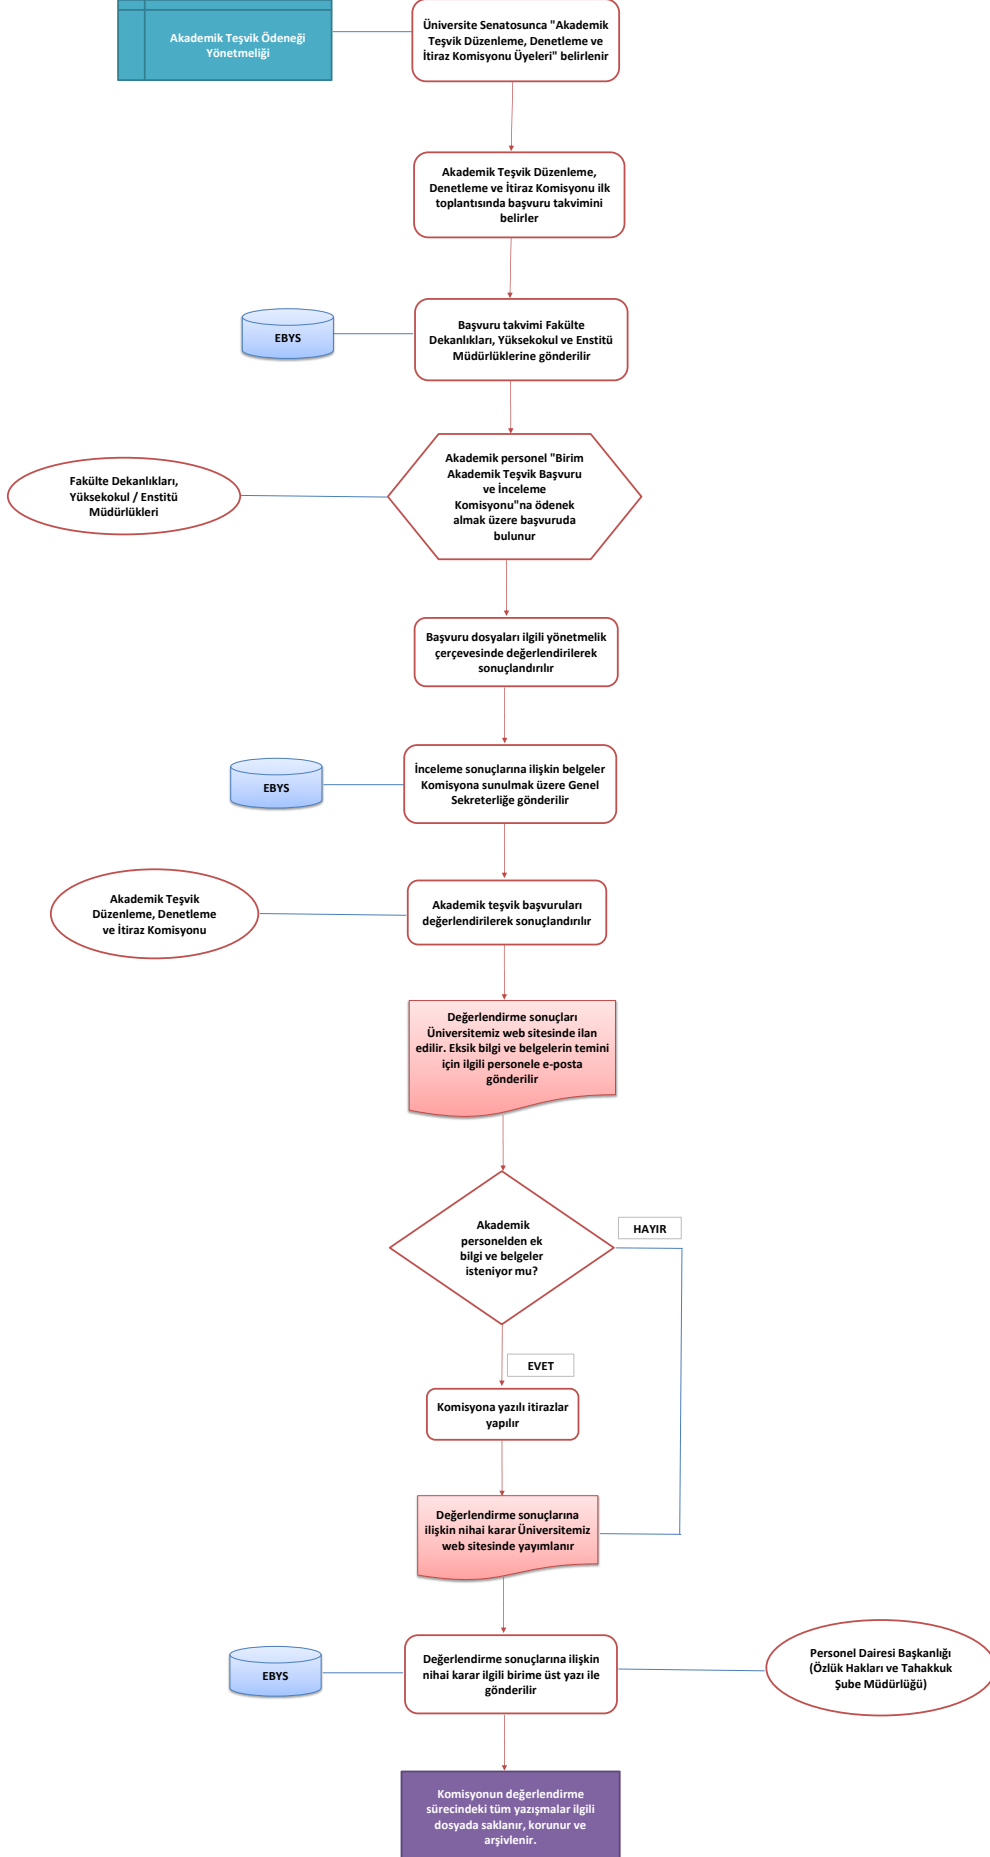 Akademik Teşvik Ödeneği
Yönetmeliği
Üniversite Senatosunca "Akademik
Teşvik Düzenleme, Denetleme ve
İtiraz Komisyonu Üyeleri" belirlenir
Akademik Teşvik Düzenleme,
Denetleme ve İtiraz Komisyonu ilk
toplantısında başvuru takvimini
belirler
EBYS
Başvuru takvimi Fakülte
Dekanlıkları, Yüksekokul ve Enstitü
Müdürlüklerine gönderilir
Fakülte Dekanlıkları,
Yüksekokul / Enstitü
Müdürlükleri
Akademik personel "Birim
Akademik Teşvik Başvuru
ve İnceleme
Komisyonu"na ödenek
almak üzere başvuruda
bulunur
Başvuru dosyaları ilgili yönetmelik
çerçevesinde değerlendirilerek
sonuçlandırılır
EBYS
İnceleme sonuçlarına ilişkin belgeler
Komisyona sunulmak üzere Genel
Sekreterliğe gönderilir
Akademik Teşvik
Düzenleme, Denetleme
ve İtiraz Komisyonu
Akademik teşvik başvuruları
değerlendirilerek sonuçlandırılır
Değerlendirme sonuçları
Üniversitemiz web sitesinde ilan
edilir. Eksik bilgi ve belgelerin temini
için ilgili personele e-posta
gönderilir
Akademik
personelden ek
bilgi ve belgeler
isteniyor mu?
HAYIR
EVET
Komisyona yazılı itirazlar
yapılır
Değerlendirme sonuçlarına
ilişkin nihai karar Üniversitemiz
web sitesinde yayımlanır
EBYS
Değerlendirme sonuçlarına ilişkin
nihai karar ilgili birime üst yazı ile
gönderilir
Personel Dairesi Başkanlığı
(Özlük Hakları ve Tahakkuk
Şube Müdürlüğü)
Komisyonun değerlendirme
sürecindeki tüm yazışmalar ilgili
dosyada saklanır, korunur ve
arşivlenir.